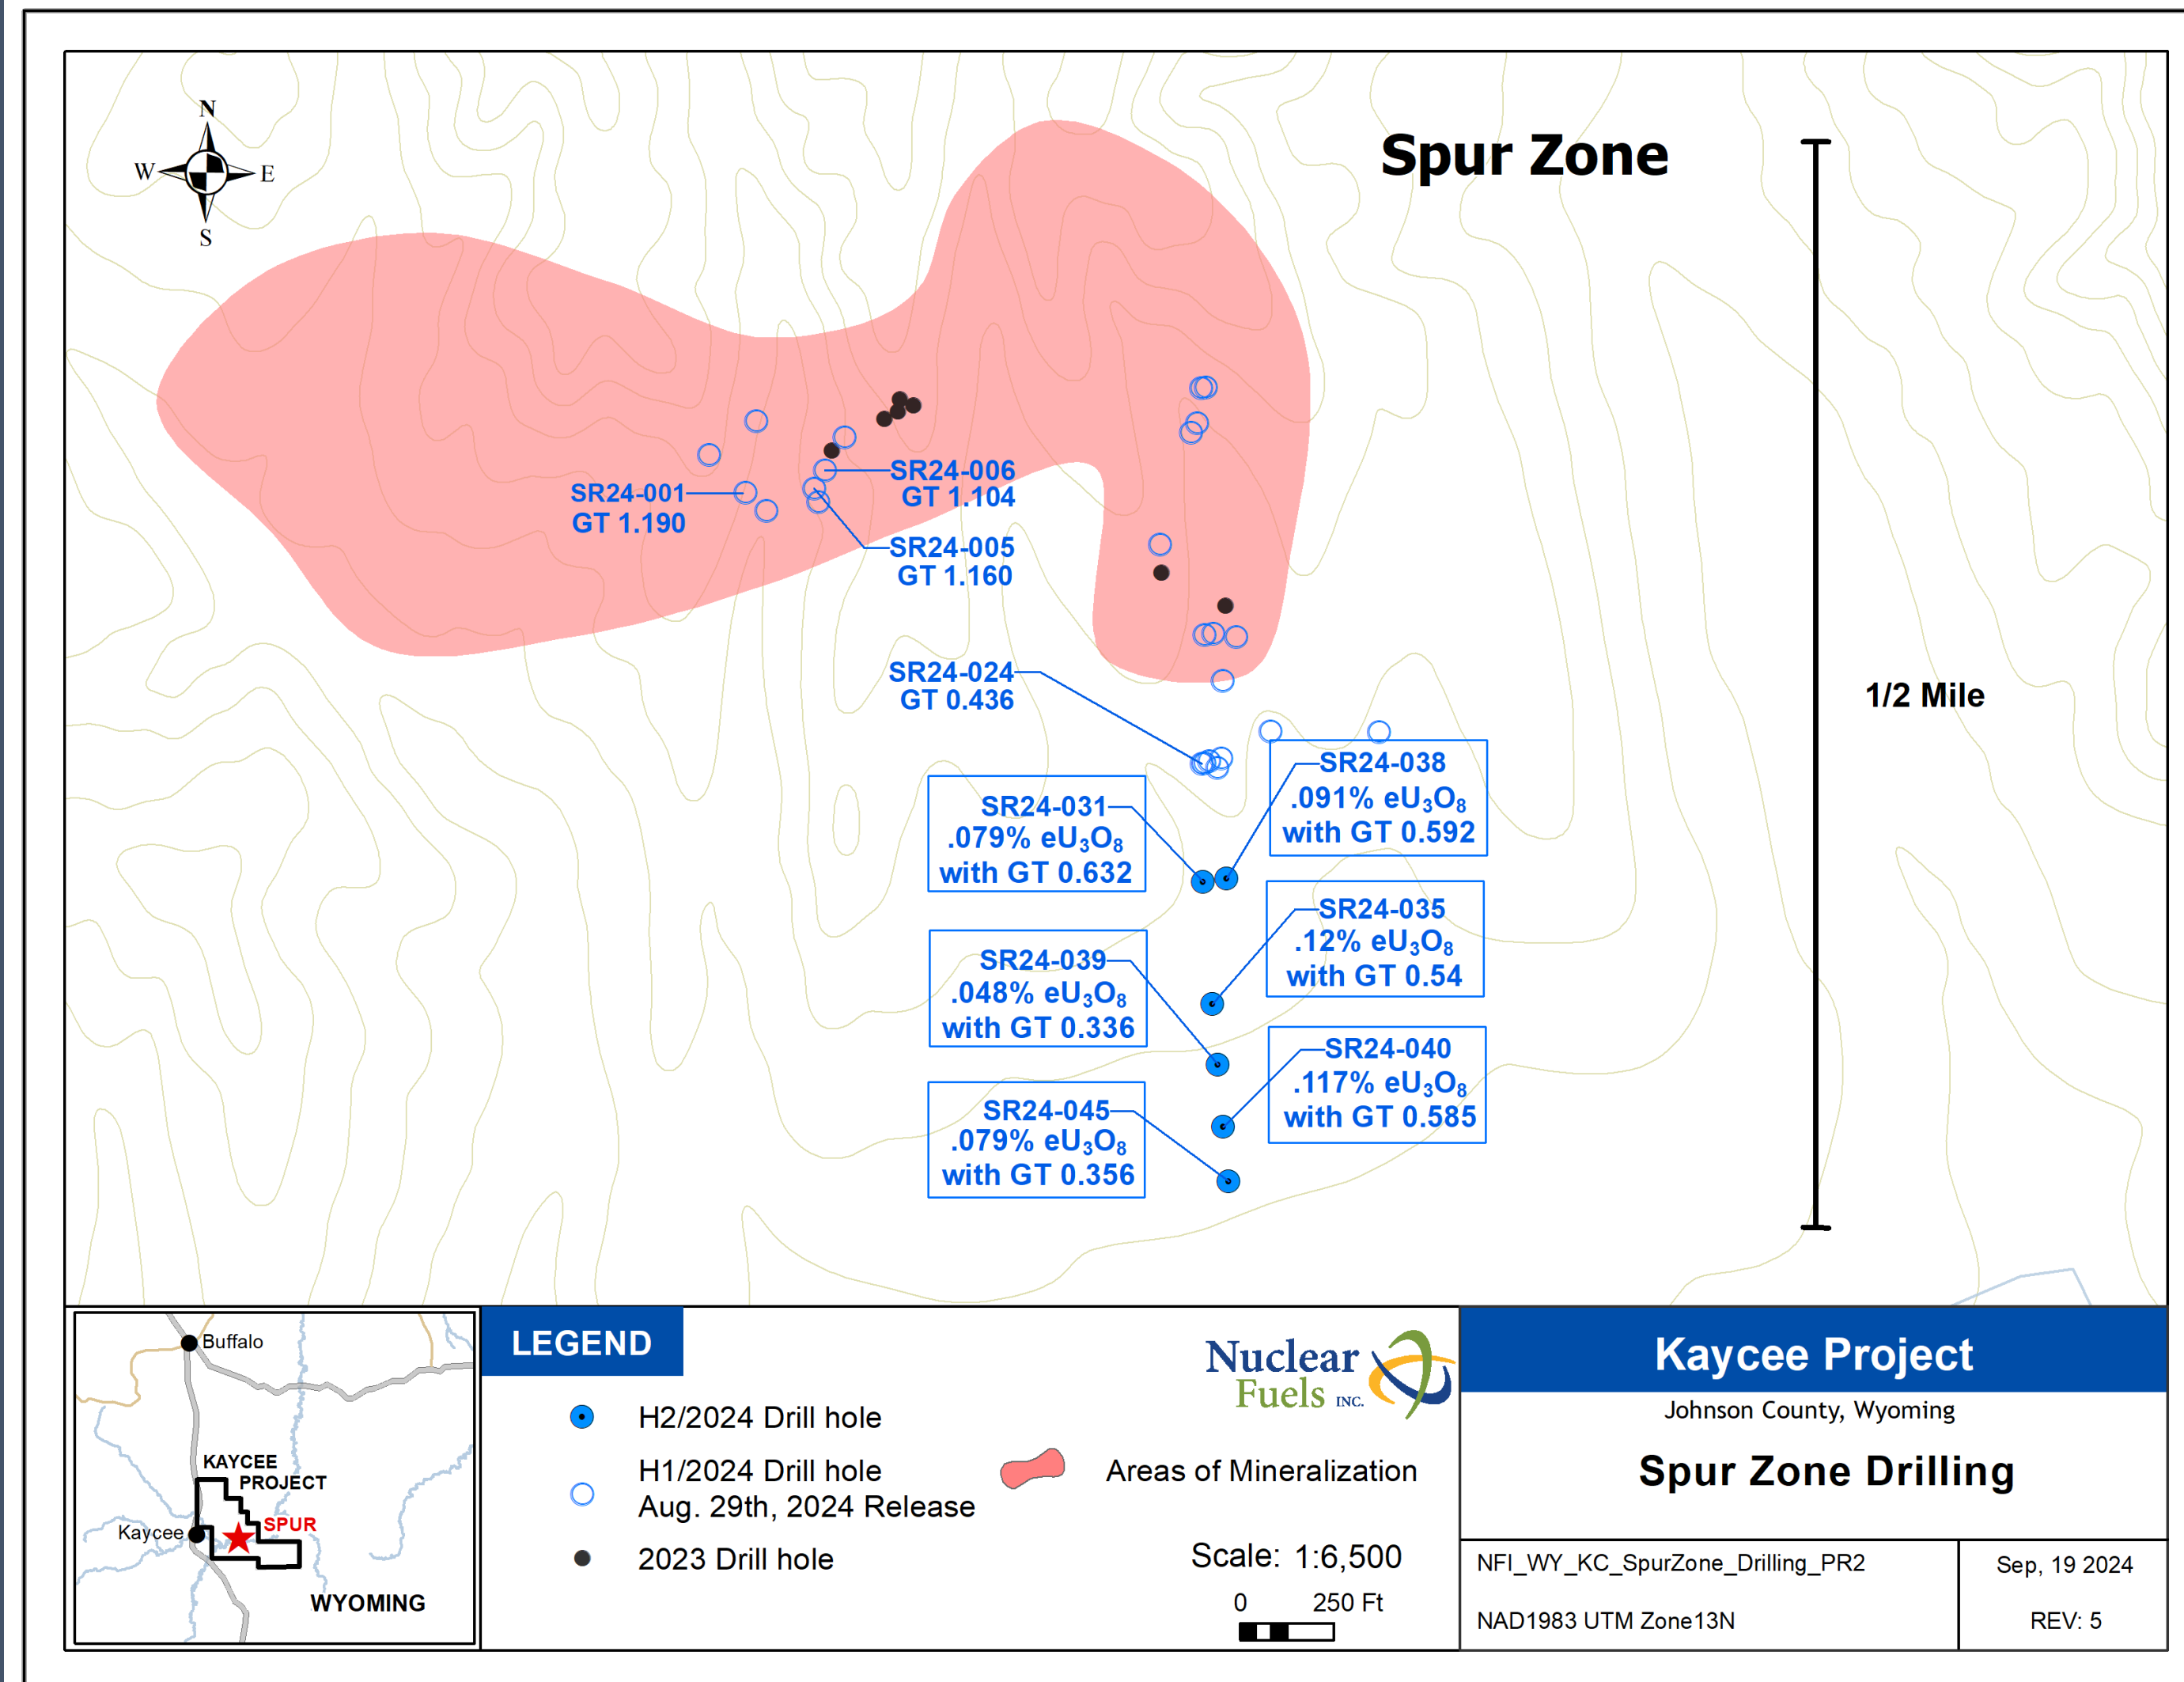 N
W
E
S
Spur Zone
SR24-006
GT 1.104
SR24-001
GT 1.190
SR24-005
GT 1.160
SR24-024
GT 0.436
1/2 Mile
SR24-038
.091% eU₃O₈
with GT 0.592
SR24-031
.079% eU₃O₈
with GT 0.632
SR24-035
.12% eU₃O₈
with GT 0.54
SR24-039
.048% eU₃O₈
with GT 0.336
SR24-040
.117% eU₃O₈
with GT 0.585
SR24-045
.079% eU₃O₈
with GT 0.356
Buffalo
KAYCEE
PROJECT
SPUR
Kaycee
WYOMING
LEGEND
H2/2024 Drill hole
H1/2024 Drill hole
Aug. 29th, 2024 Release
2023 Drill hole
Nuclear
Fuels INC.
Areas of Mineralization
Scale: 1:6,500
0 250 Ft
Kaycee Project
Johnson County, Wyoming
Spur Zone Drilling
NFI_WY_KC_SpurZone_Drilling_PR2
NAD1983 UTM Zone13N
Sep, 19 2024
REV: 5